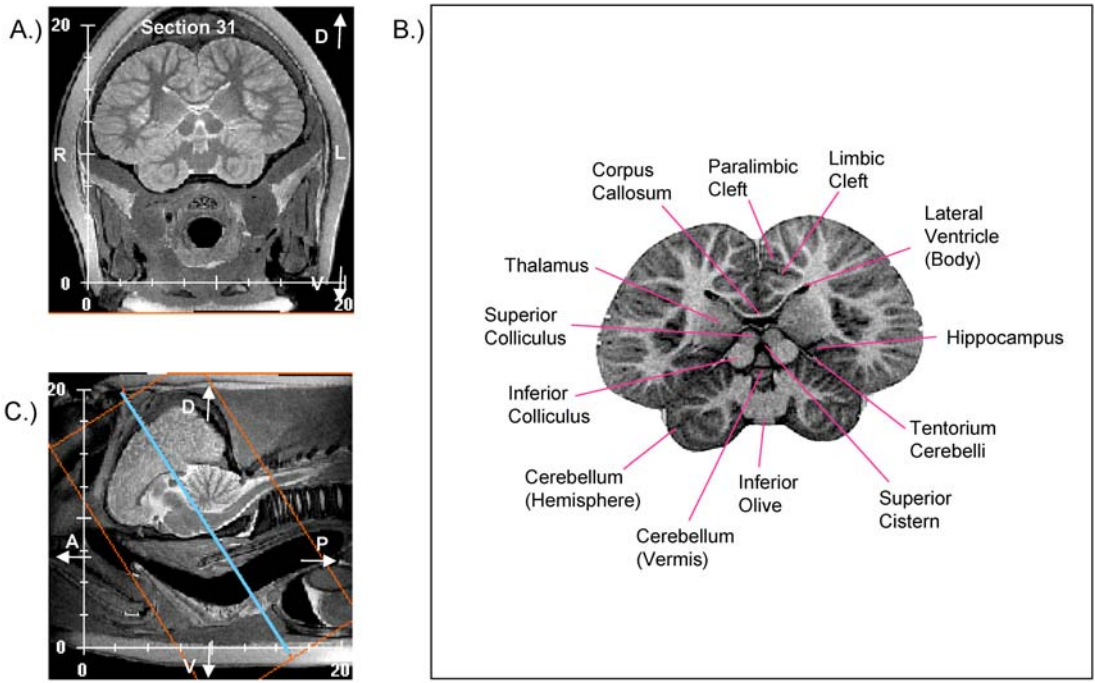 A.)
20
Section 31
D
R
L
0
V
0
20
B.)
Corpus
Callosum
Paralimbic
Cleft
Limbic
Cleft
Lateral
Ventricle
(Body)
Thalamus
Superior
Colliculus
Hippocampus
Inferior
Colliculus
Tentorium
Cerebelli
Cerebellum
(Hemisphere)
Inferior
Olive
Superior
Cistern
Cerebellum
(Vermis)
C.)
20
D
A
P
0
V
0
20